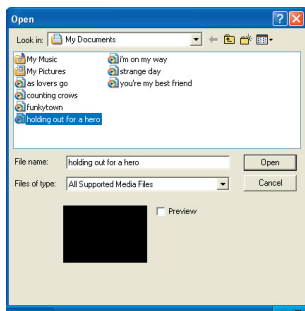 Open
Look in: My Documents
My Music
My Pictures
as lovers go
counting crows
funkytown
holding out for a hero
i'm on my way
strange day
you're my best friend
File name: holding out for a hero Open
Files of type: All Supported Media Files Cancel
Preview